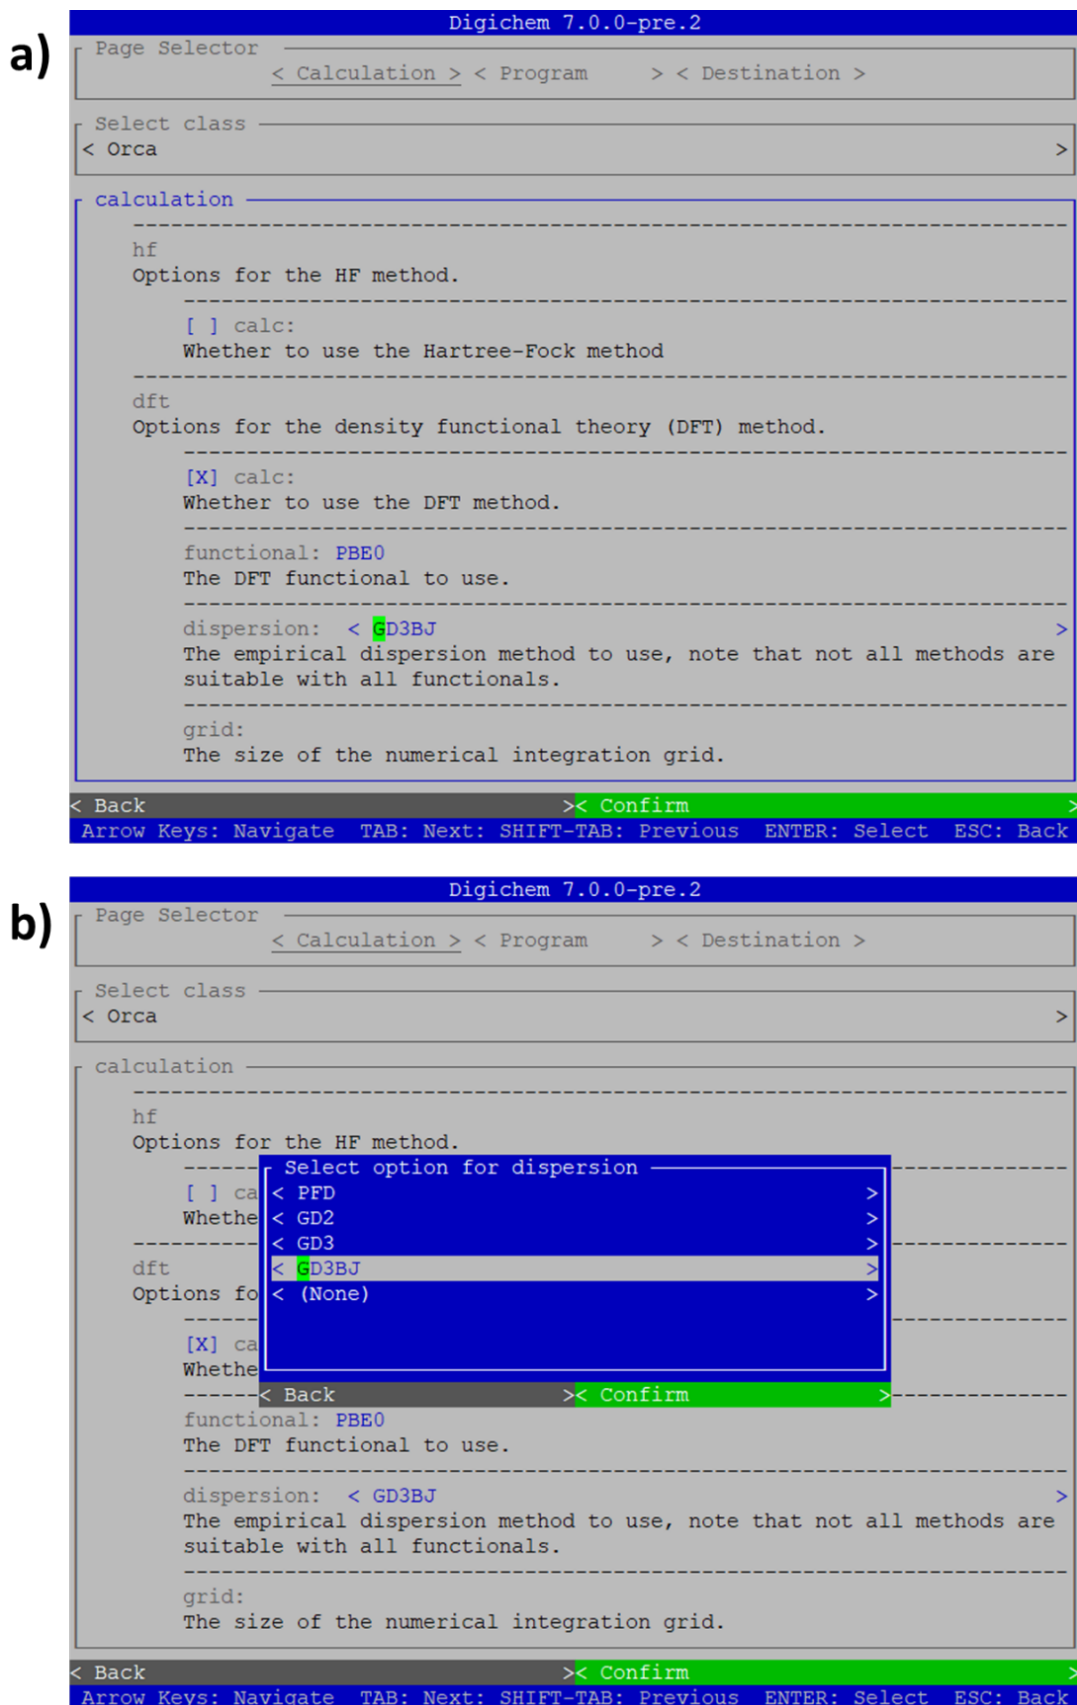 a)
Digichem 7.0.0-pre.2
Page Selector
< Calculation > < Program > < Destination >
Select class
< Orca >
calculation
hf
Options for the HF method.
[ ] calc:
Whether to use the Hartree-Fock method
dft
Options for the density functional theory (DFT) method.
[X] calc:
Whether to use the DFT method.
functional: PBE0
The DFT functional to use.
dispersion: < GD3BJ >
The empirical dispersion method to use, note that not all methods are
suitable with all functionals.
grid:
The size of the numerical integration grid.
< Back >< Confirm >
Arrow Keys: Navigate TAB: Next: SHIFT-TAB: Previous ENTER: Select ESC: Back
b)
Digichem 7.0.0-pre.2
Page Selector
< Calculation > < Program > < Destination >
Select class
< Orca >
calculation
hf
Options for the HF method.
Select option for dispersion
[ ] ca
< PFD >
Whethe
< GD2 >
< GD3 >
dft
< GD3BJ >
Options fo
< (None) >
[X] ca
Whethe
< Back >< Confirm >
functional: PBE0
The DFT functional to use.
dispersion: < GD3BJ >
The empirical dispersion method to use, note that not all methods are
suitable with all functionals.
grid:
The size of the numerical integration grid.
< Back >< Confirm >
Arrow Keys: Navigate TAB: Next: SHIFT-TAB: Previous ENTER: Select ESC: Back